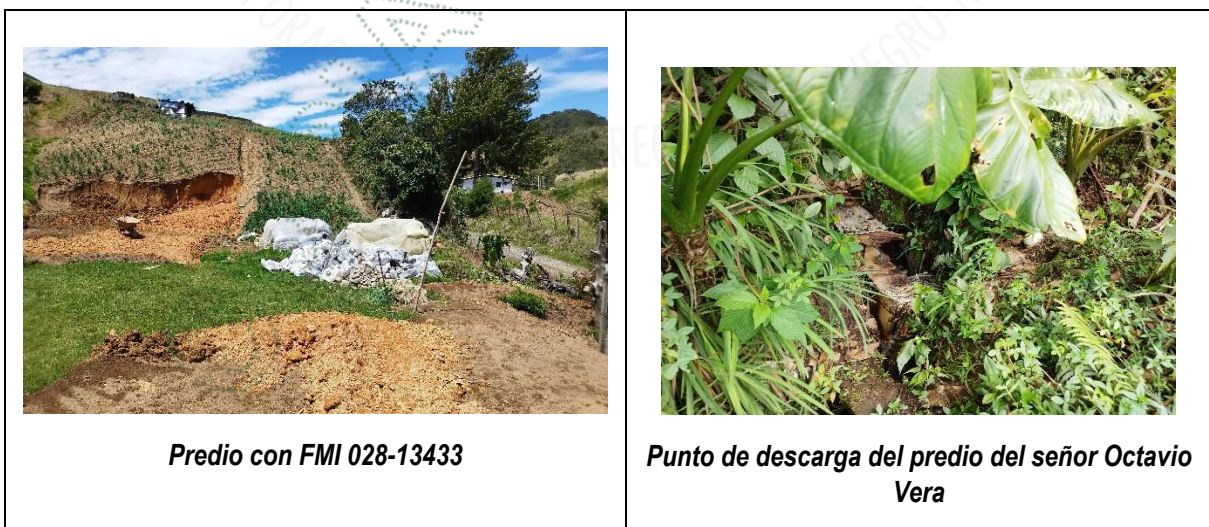 Predio con FMI 028-13433
Punto de descarga del predio del señor Octavio
Vera